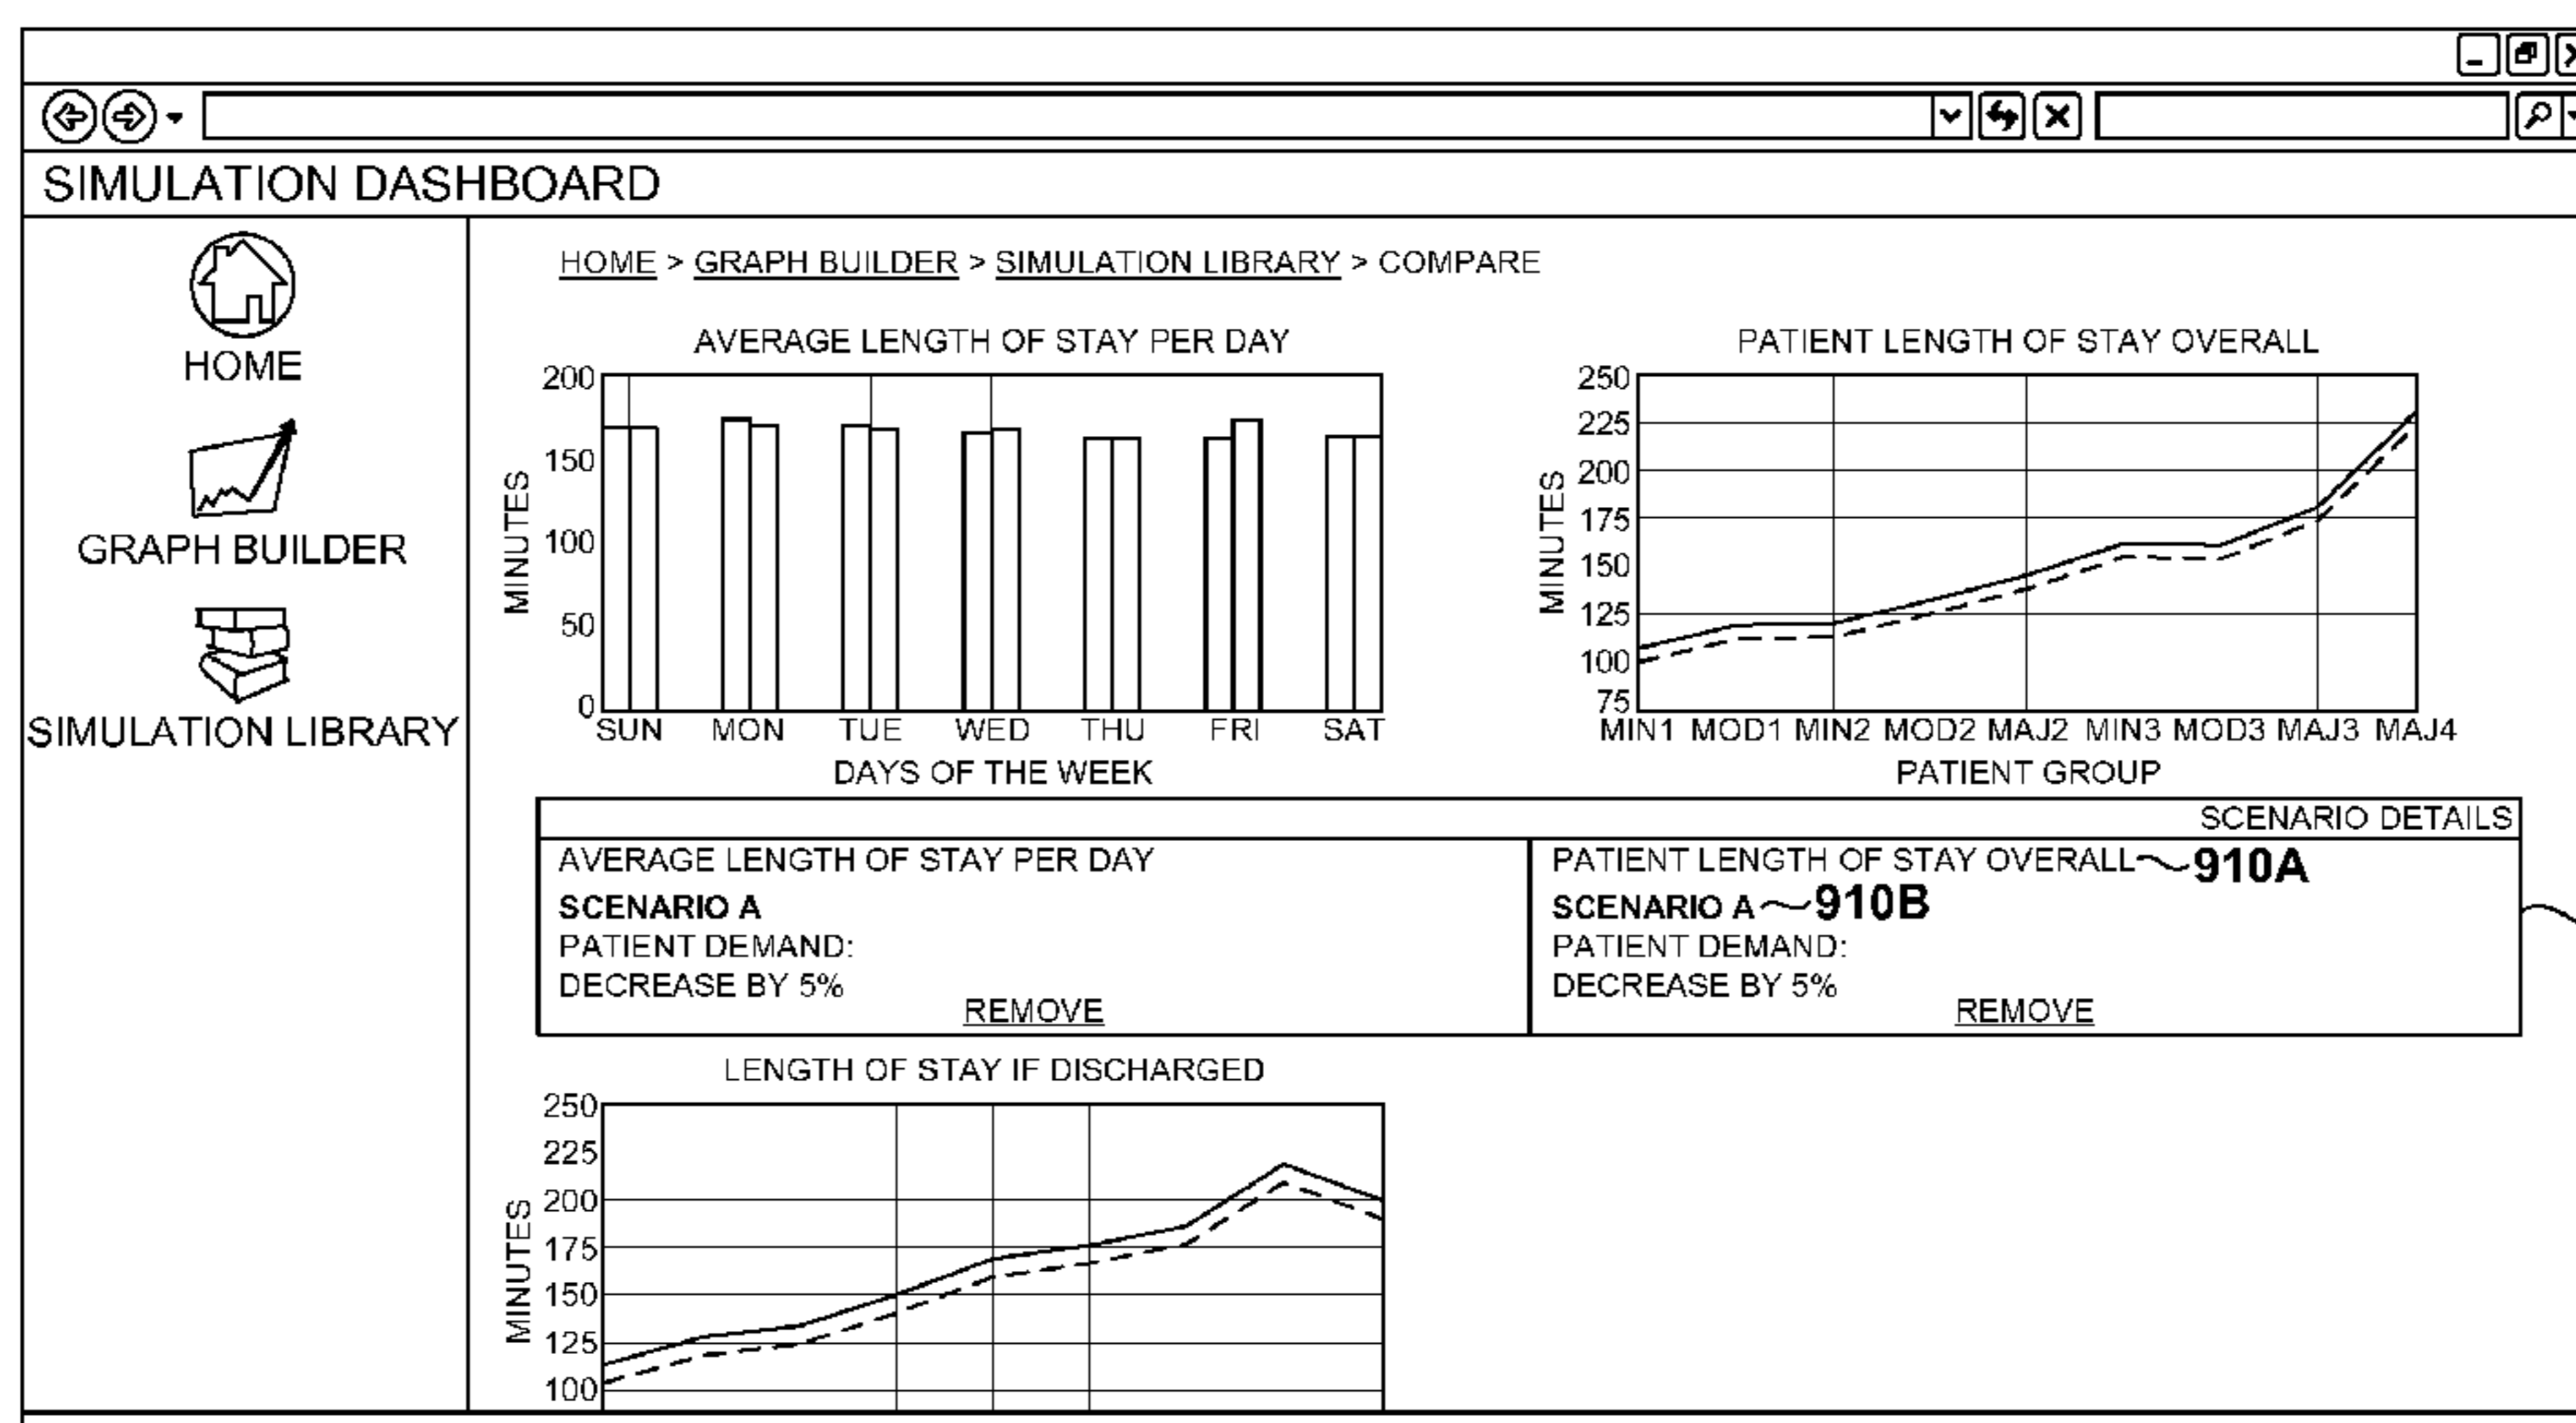 SIMULATION DASHBOARD
HOME
GRAPH BUILDER
SIMULATION LIBRARY
HOME > GRAPH BUILDER > SIMULATION LIBRARY > COMPARE
AVERAGE LENGTH OF STAY PER DAY
200
150
100
50
0
MINUTES
SUN MON TUE WED THU FRI SAT
DAYS OF THE WEEK
PATIENT LENGTH OF STAY OVERALL
250
225
200
175
150
125
100
75
MINUTES
MIN1 MOD1 MIN2 MOD2 MAJ2 MIN3 MOD3 MAJ3 MAJ4
PATIENT GROUP
SCENARIO DETAILS
AVERAGE LENGTH OF STAY PER DAY
SCENARIO A
PATIENT DEMAND:
DECREASE BY 5%
REMOVE
PATIENT LENGTH OF STAY OVERALL 910A
SCENARIO A 910B
PATIENT DEMAND:
DECREASE BY 5%
REMOVE
LENGTH OF STAY IF DISCHARGED
250
225
200
175
150
125
100
MINUTES